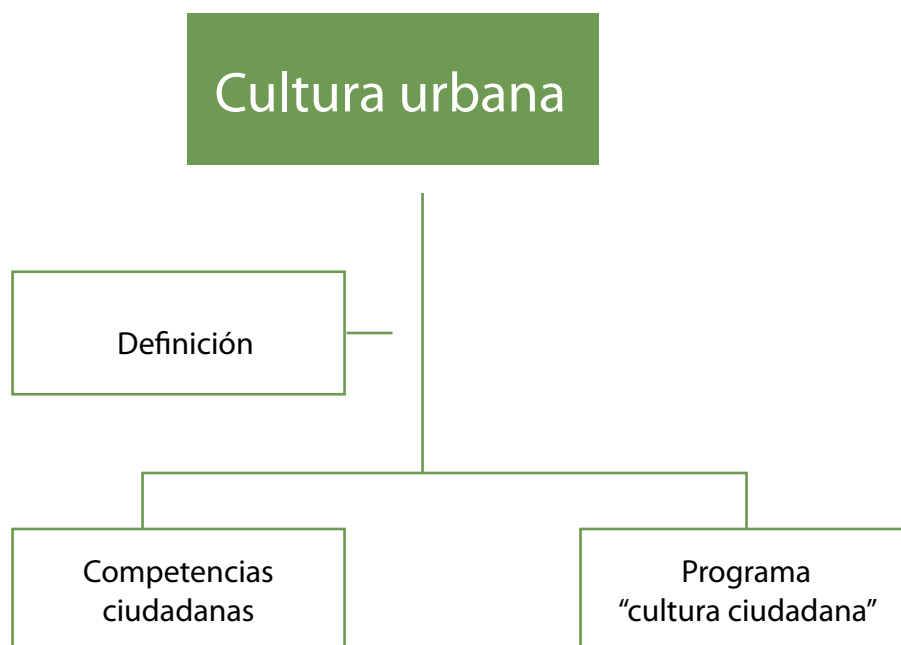 Cultura urbana
Definición
Competencias
ciudadanas
Programa
“cultura ciudadana”